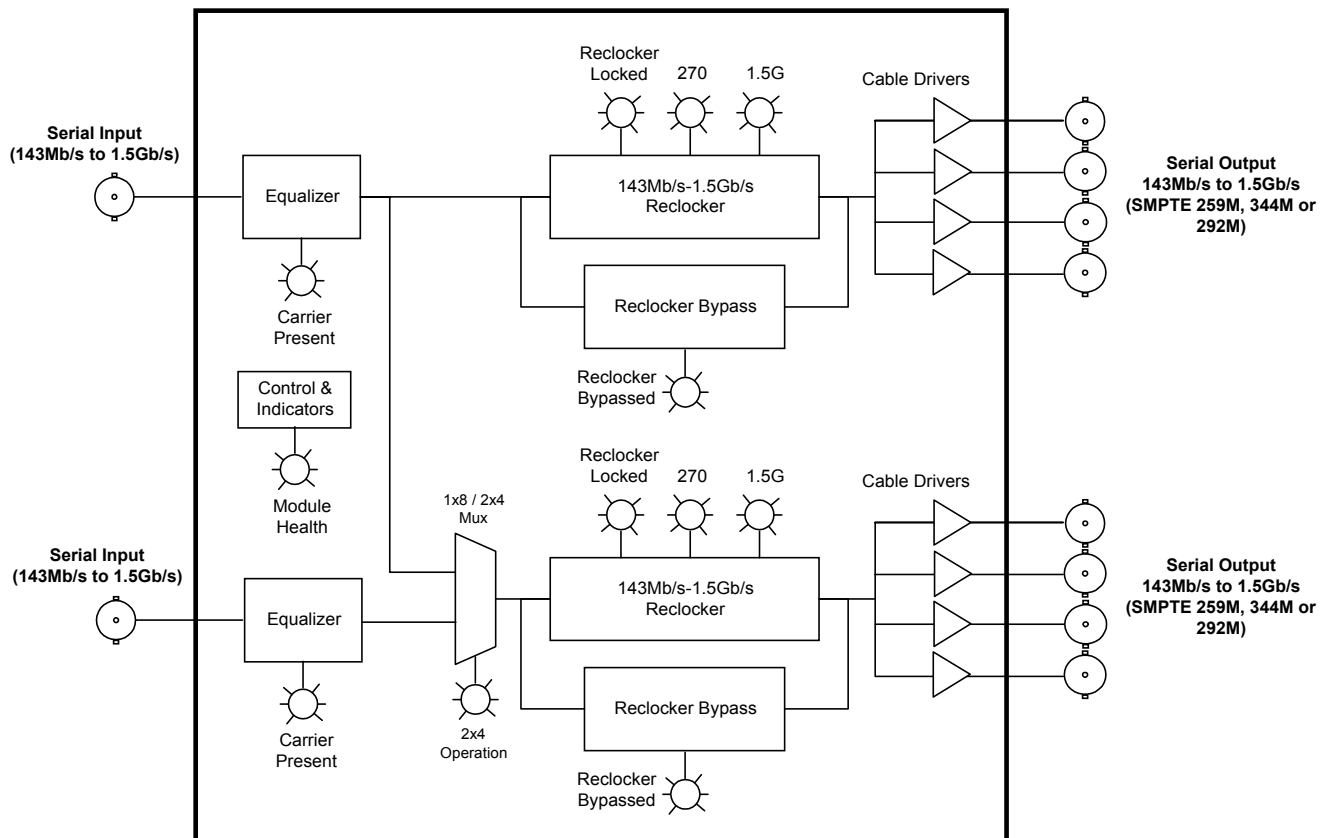 Reclocker
Locked
270
1.5G
Cable Drivers
Serial Input
(143Mb/s to 1.5Gb/s)
Equalizer
143Mb/s-1.5Gb/s
Reclocker
Serial Output
143Mb/s to 1.5Gb/s
(SMPTE 259M, 344M or
292M)
Carrier
Present
Reclocker Bypass
Reclocker
Bypassed
Control &
Indicators
Module
Health
Reclocker
Locked
270
1.5G
Cable Drivers
1x8 / 2x4
Mux
Serial Input
(143Mb/s to 1.5Gb/s)
Equalizer
143Mb/s-1.5Gb/s
Reclocker
Serial Output
143Mb/s to 1.5Gb/s
(SMPTE 259M, 344M or
292M)
Carrier
Present
2x4
Operation
Reclocker Bypass
Reclocker
Bypassed